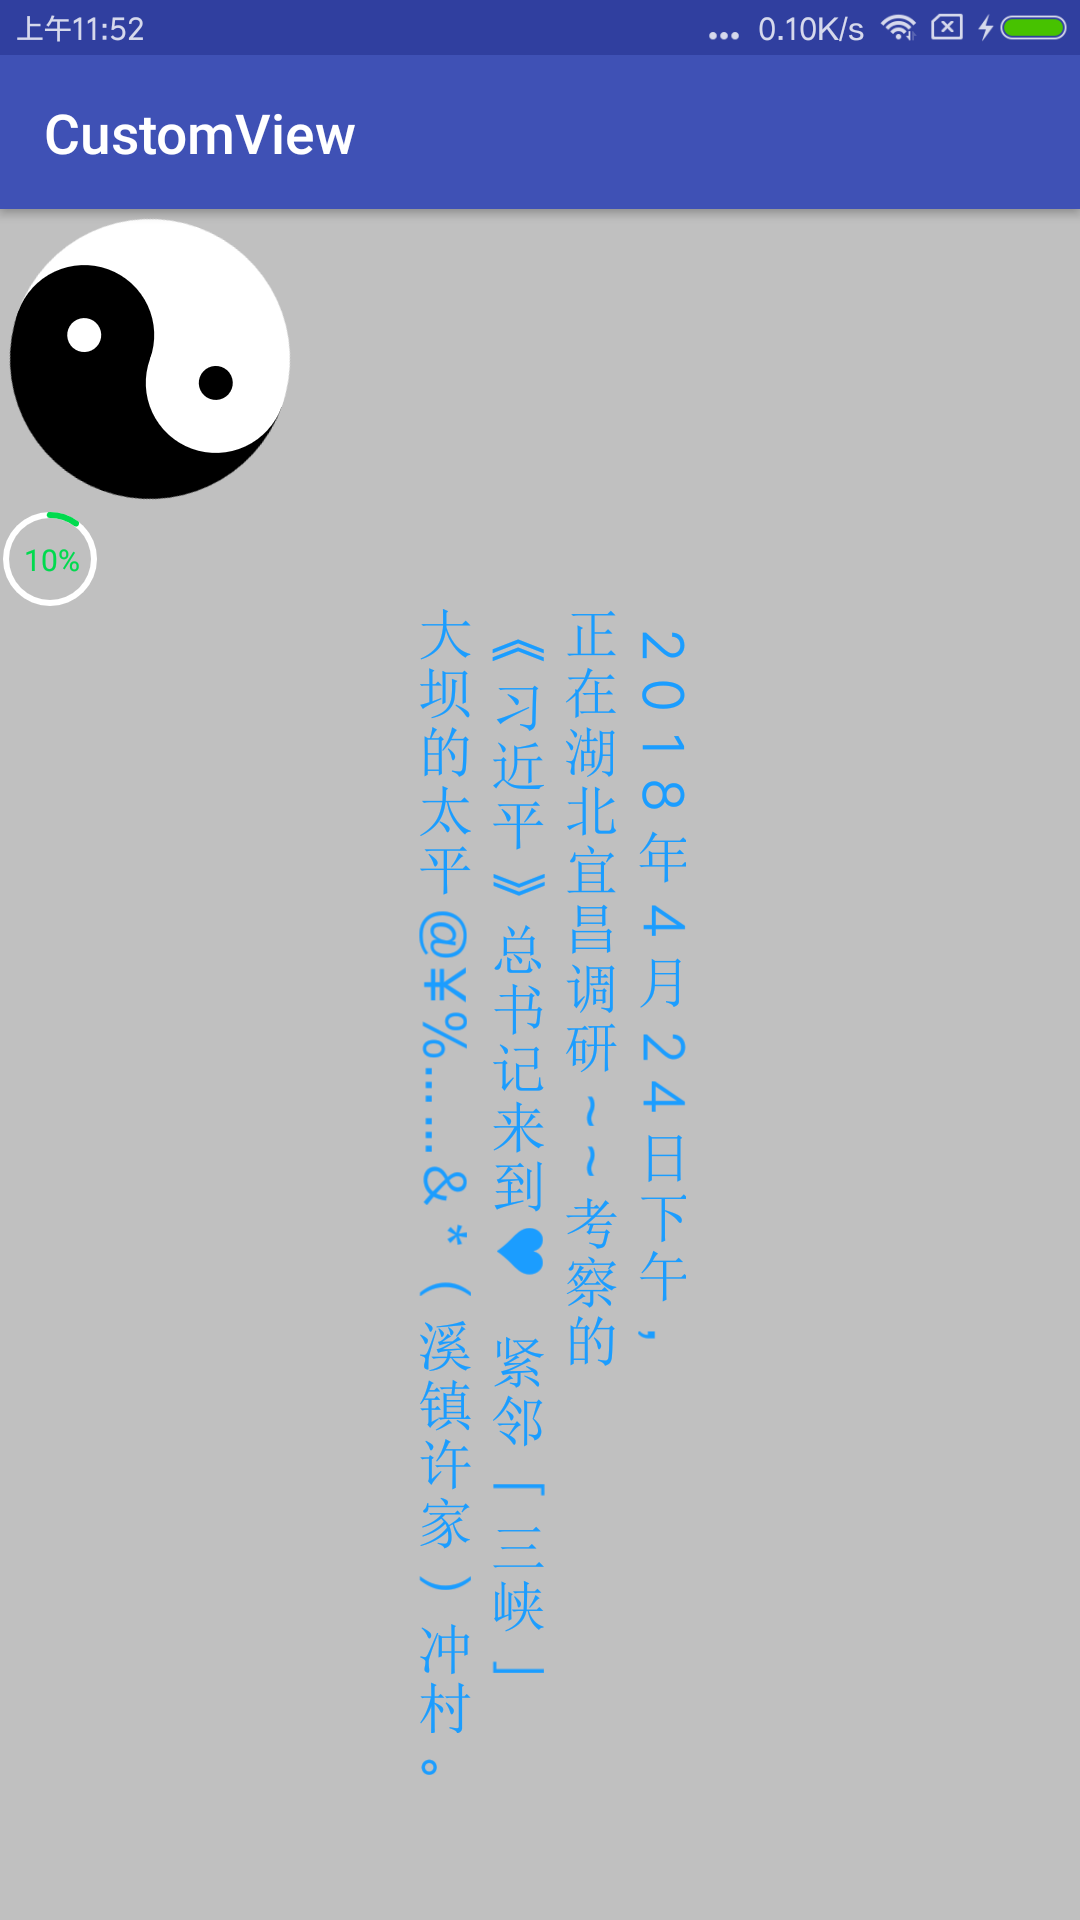 上午11:52
... 0.10K/s
CustomView
10%
2018年4月24日下午，
正在湖北宜昌调研~~考察的
《习近平》总书记来到♥ 紧邻「三峡」
大坝的太平@¥%……&*（溪镇许家）冲村。